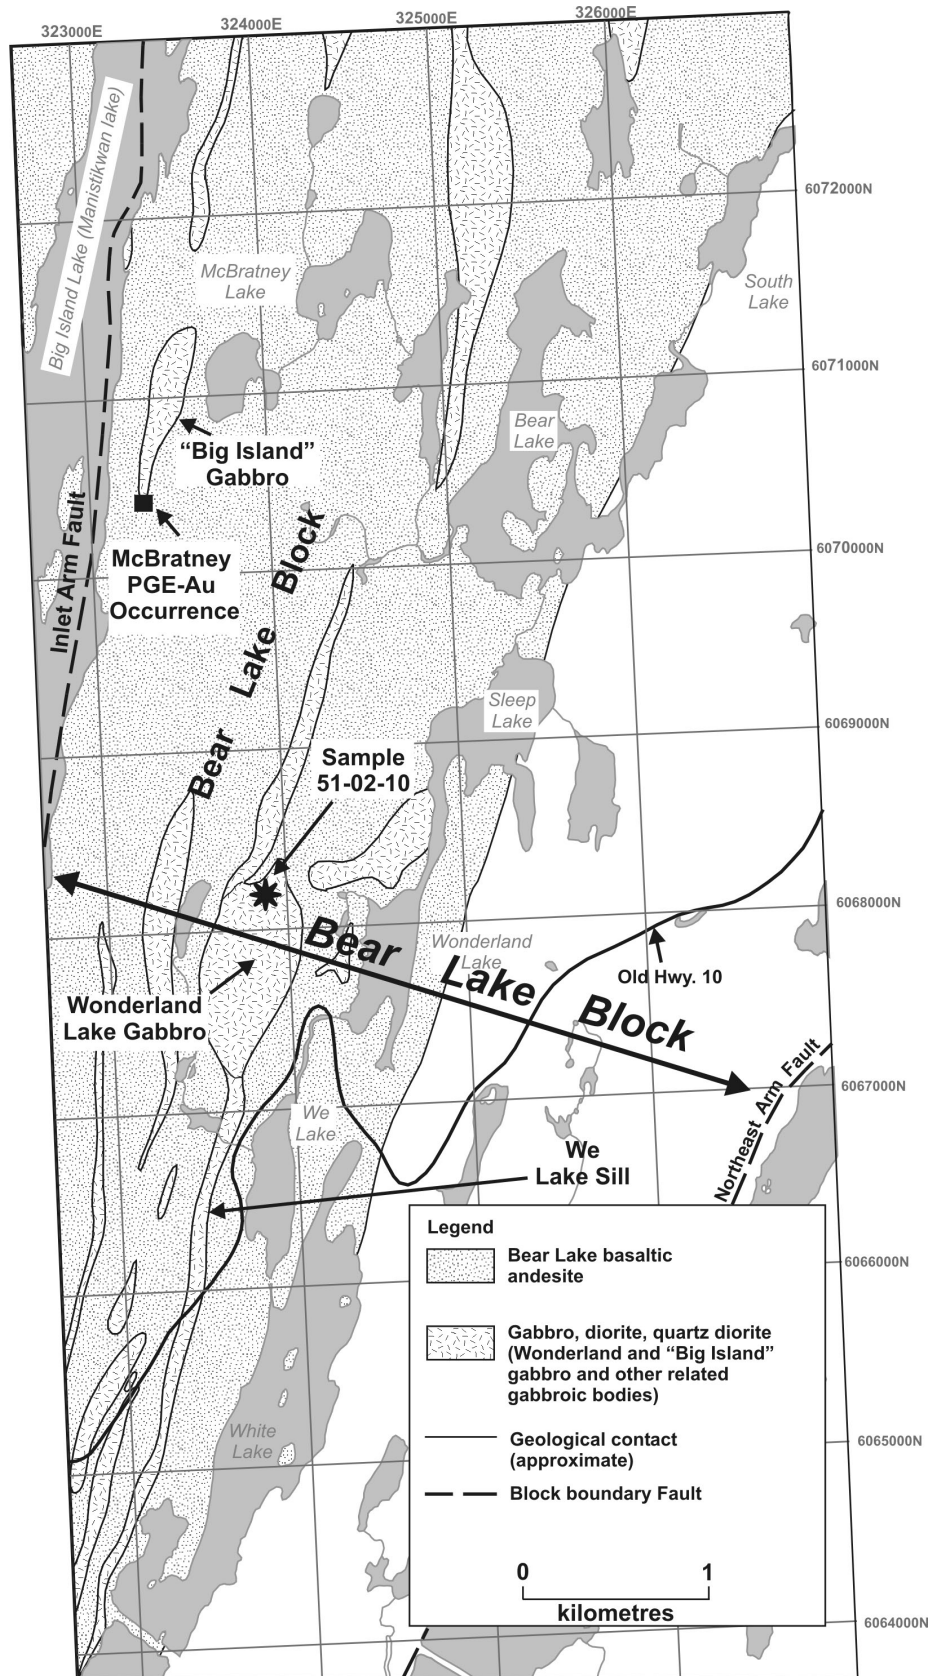 323000E
324000E
325000E
326000E
Big Island Lake (Manistikwan lake)
6072000N
McBratney
Lake
South
Lake
6071000N
Bear
Lake
“Big Island”
Gabbro
Inlet Arm Fault
McBratney
PGE-Au
Occurrence
6070000N
Bear Lake Block
Sleep
Lake
6069000N
Sample
51-02-10
6068000N
Bear Lake Block
Wonderland
Lake
Old Hwy. 10
Wonderland
Lake Gabbro
Northeast Arm Fault
6067000N
We
Lake
We
Lake Sill
Legend
Bear Lake basaltic
andesite
6066000N
Gabbro, diorite, quartz diorite
(Wonderland and “Big Island”
gabbro and other related
gabbroic bodies)
White
Lake
Geological contact
(approximate)
6065000N
Block boundary Fault
0 1
kilometres
6064000N